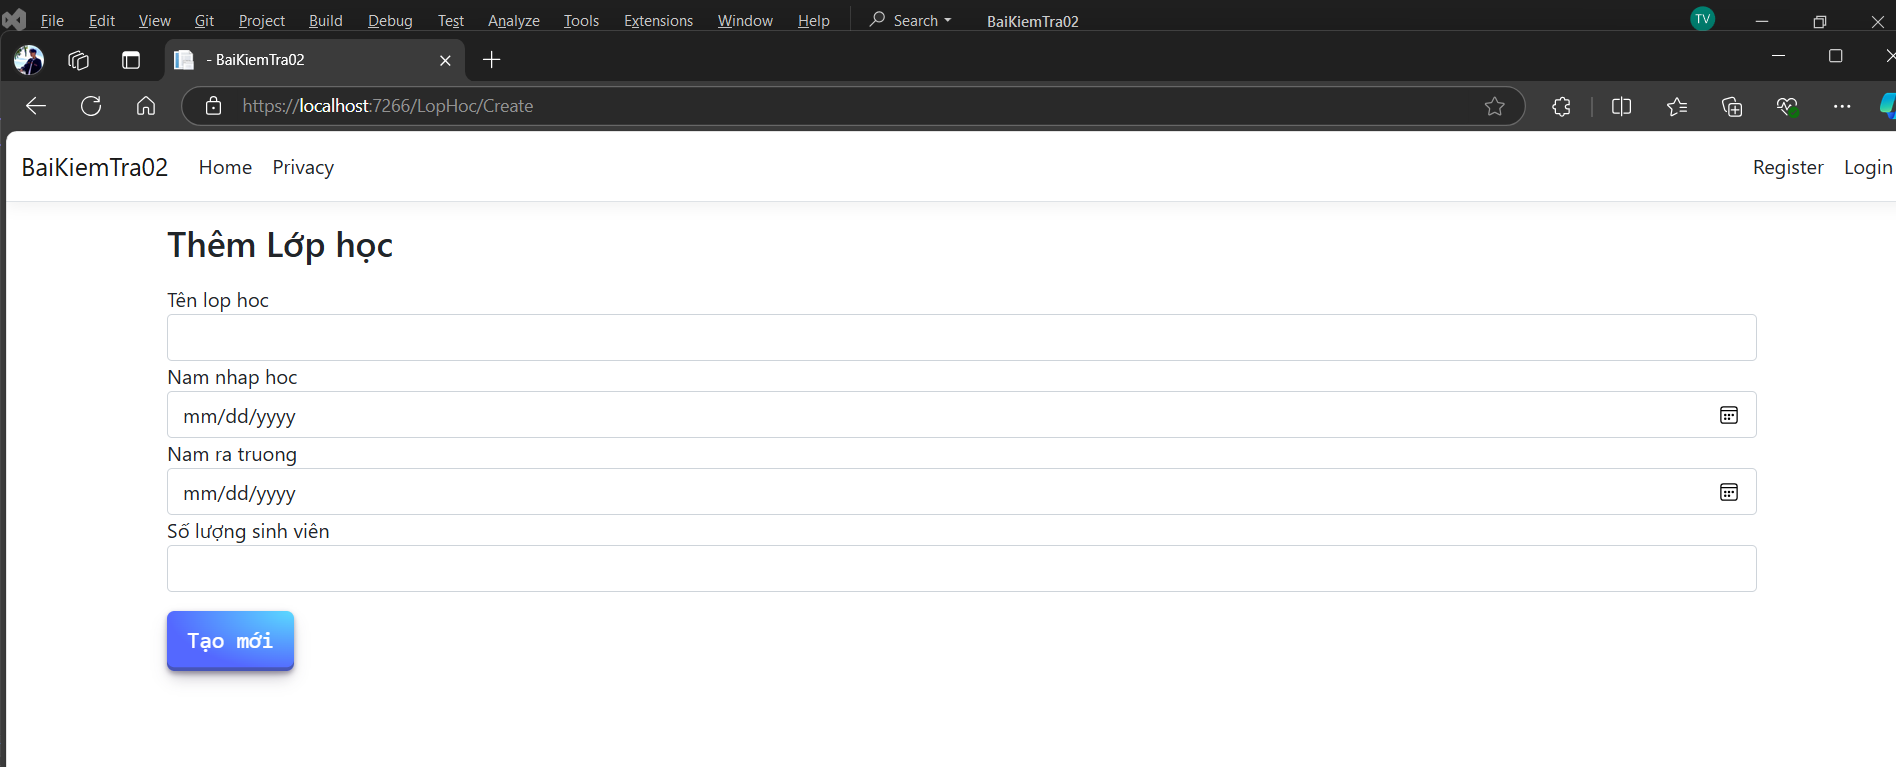 File Edit View Git Project Build Debug Test Analyze Tools Extensions Window Help Search BaiKiemTra02 TV
- BaiKiemTra02
https://localhost:7266/LopHoc/Create
BaiKiemTra02 Home Privacy Register Login
Thêm Lớp học
Tên lop hoc
Nam nhap hoc
mm/dd/yyyy
Nam ra truong
mm/dd/yyyy
Số lượng sinh viên
Tạo mới